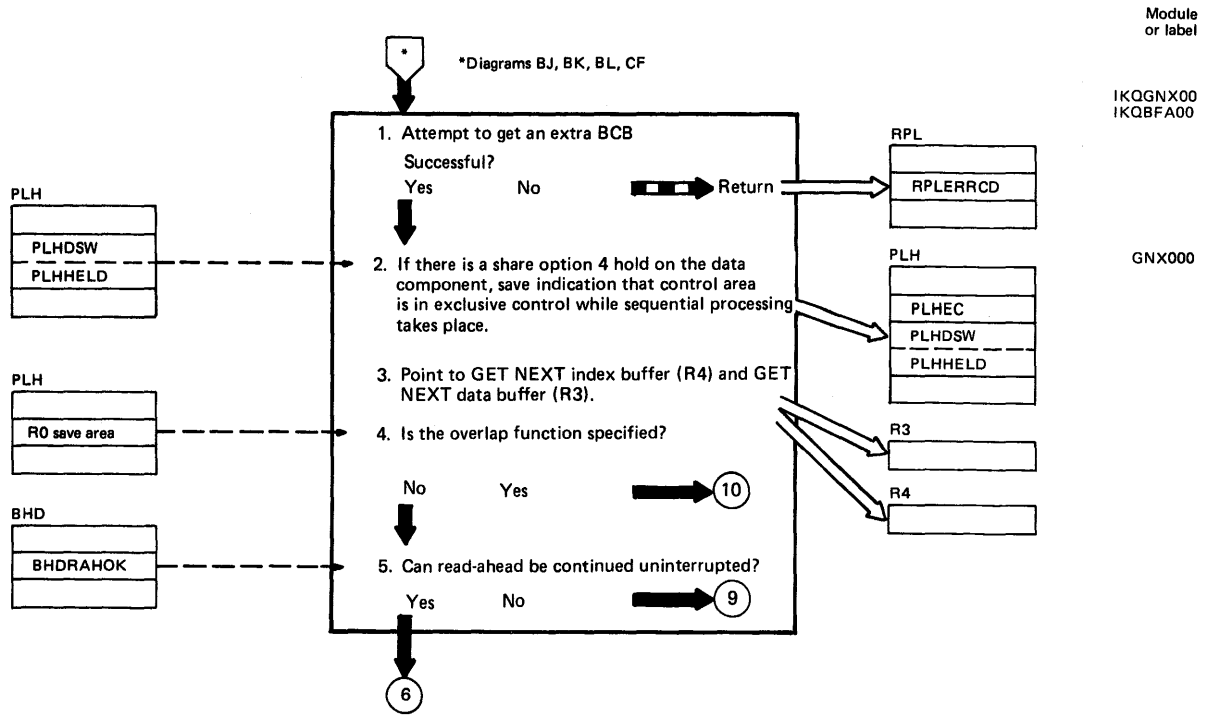 Module
or label
*
*Diagrams BJ, BK, BL, CF
IKQGNX00
IKQBFA00
1. Attempt to get an extra BCB
Successful?
Yes No Return
RPL
RPLERRCD
PLH
PLHDSW
PLHHELD
2. If there is a share option 4 hold on the data
component, save indication that control area
is in exclusive control while sequential processing
takes place.
GNX000
PLH
PLHEC
PLHDSW
PLHHELD
3. Point to GET NEXT index buffer (R4) and GET
NEXT data buffer (R3).
PLH
R0 save area
4. Is the overlap function specified?
No Yes 10
R3
R4
BHD
BHDRAHOK
5. Can read-ahead be continued uninterrupted?
Yes No 9
6